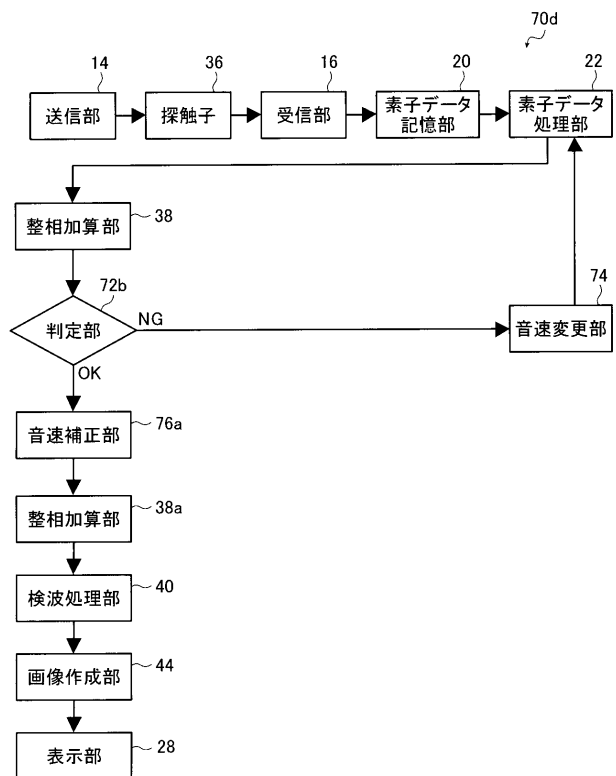 70d
14
36
16
20
22
送信部
探触子
受信部
素子データ
記憶部
素子データ
処理部
整相加算部
38
72b
判定部
NG
OK
74
音速変更部
音速補正部
76a
整相加算部
38a
検波処理部
40
画像作成部
44
表示部
28